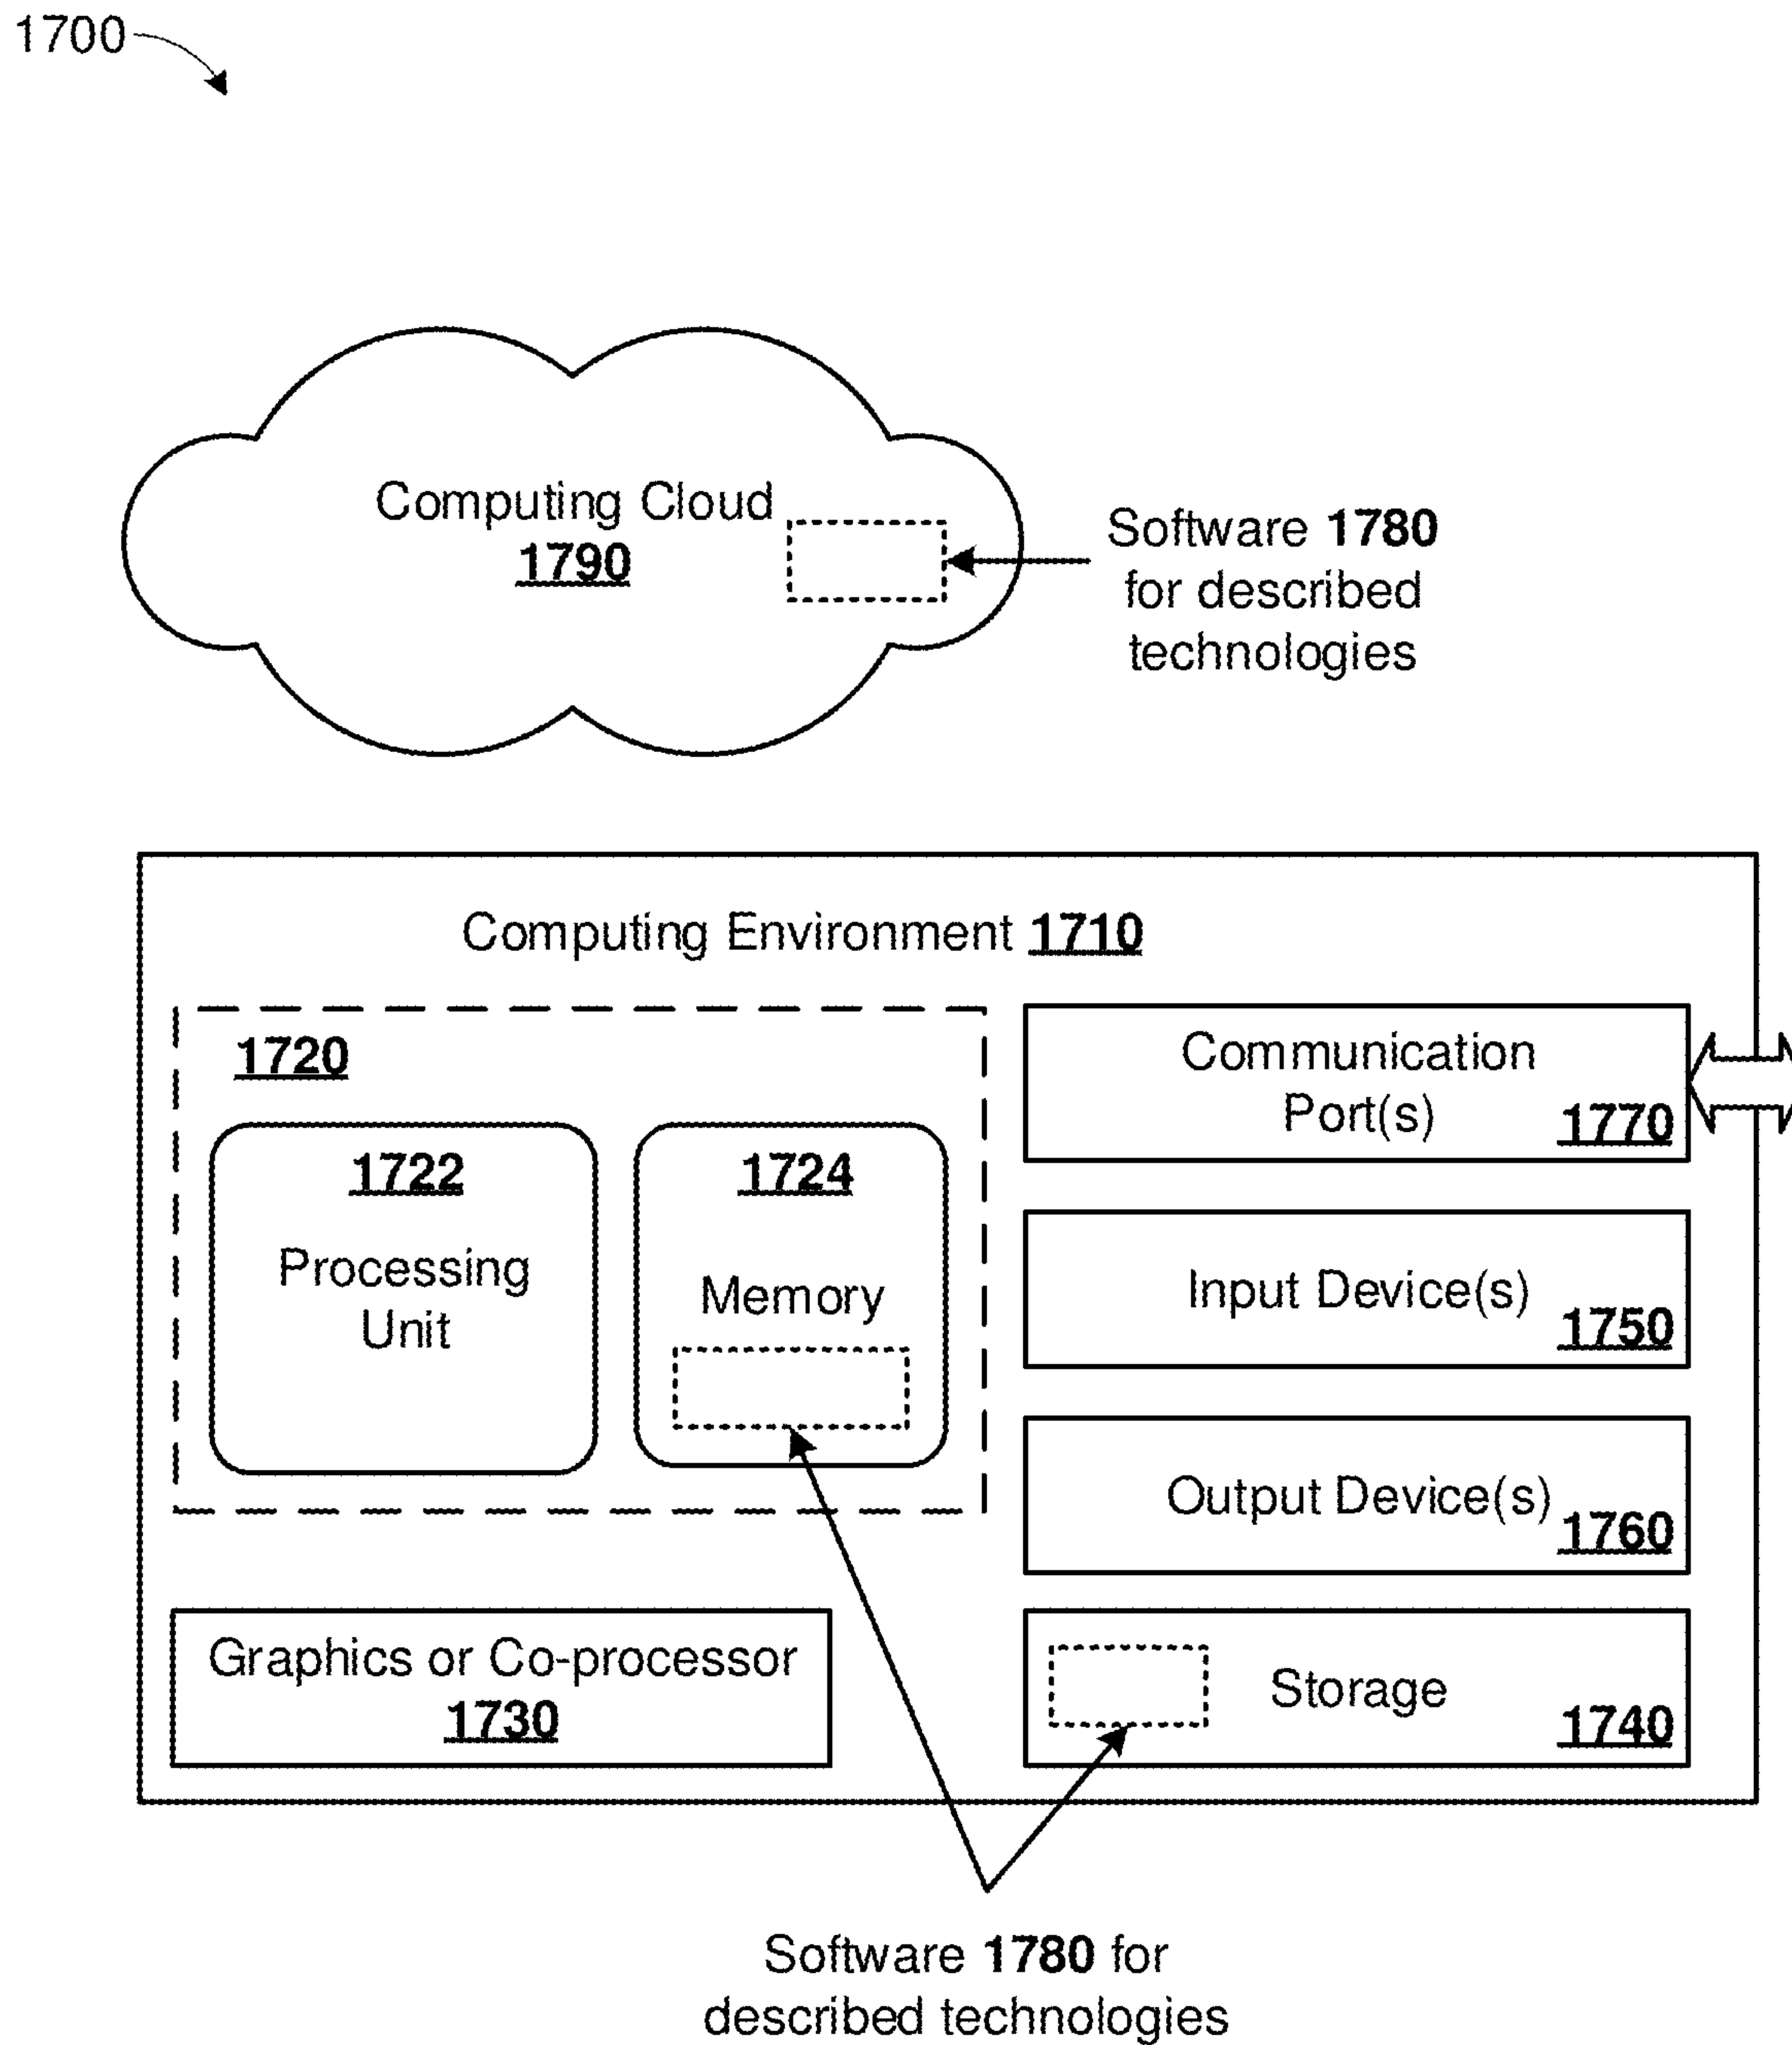 1700
Computing Cloud
1790
Software 1780
for described
technologies
Computing Environment 1710
1720
1722
Processing
Unit
1724
Memory
Communication
Port(s)
1770
Input Device(s)
1750
Output Device(s)
1760
Graphics or Co-processor
1730
Storage
1740
Software 1780 for
described technologies